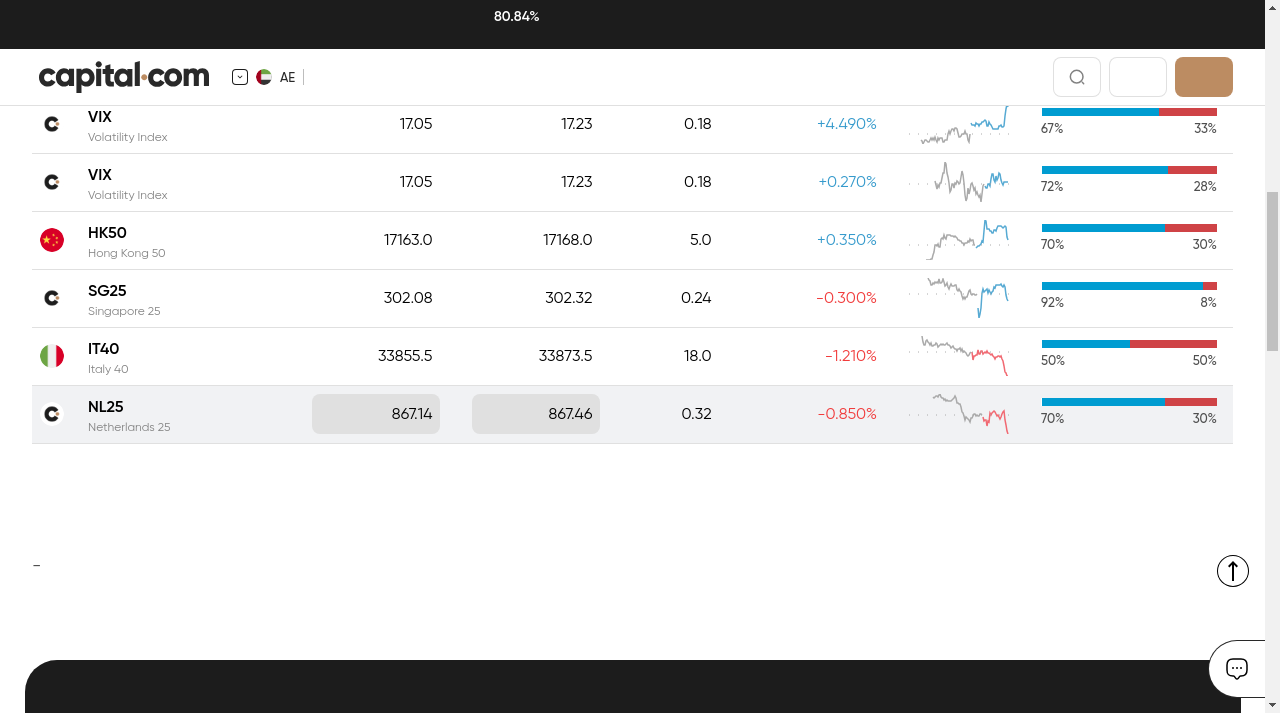 80.84%
capital.com
AE
VIX
Volatility Index
17.05
17.23
0.18
+4.490%
67%
33%
VIX
Volatility Index
17.05
17.23
0.18
+0.270%
72%
28%
HK50
Hong Kong 50
17163.0
17168.0
5.0
+0.350%
70%
30%
SG25
Singapore 25
302.08
302.32
0.24
-0.300%
92%
8%
IT40
Italy 40
33855.5
33873.5
18.0
-1.210%
50%
50%
NL25
Netherlands 25
867.14
867.46
0.32
-0.850%
70%
30%
–